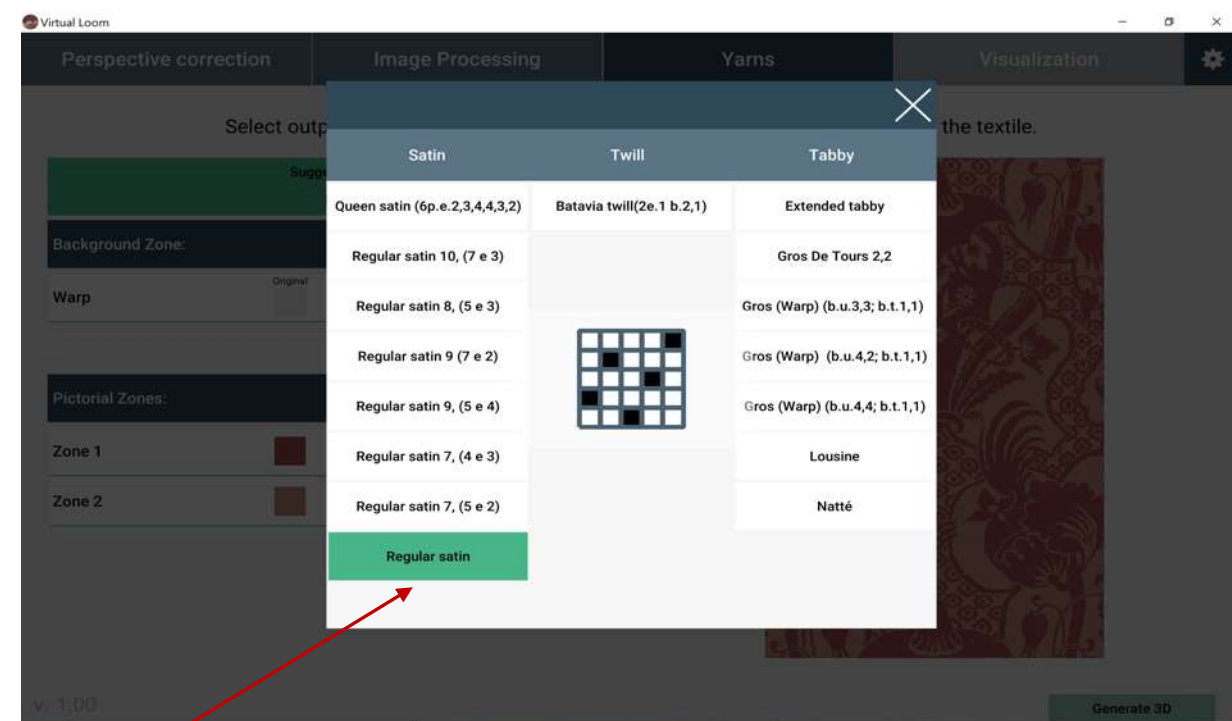 Virtual Loom
Perspective correction
Image Processing
Yarns
Visualization
Select outp
the textile.
Sugge
Background Zone:
Warp
Original
Pictorial Zones:
Zone 1
Zone 2
Satin
Twill
Tabby
Queen satin (6p.e.2,3,4,4,3,2)
Batavia twill(2e.1 b.2,1)
Extended tabby
Regular satin 10, (7 e 3)
Gros De Tours 2,2
Regular satin 8, (5 e 3)
Gros (Warp) (b.u.3,3; b.t.1,1)
Regular satin 9 (7 e 2)
Gros (Warp) (b.u.4,2; b.t.1,1)
Regular satin 9, (5 e 4)
Gros (Warp) (b.u.4,4; b.t.1,1)
Regular satin 7, (4 e 3)
Lousine
Regular satin 7, (5 e 2)
Natté
Regular satin
v. 1.00
Generate 3D